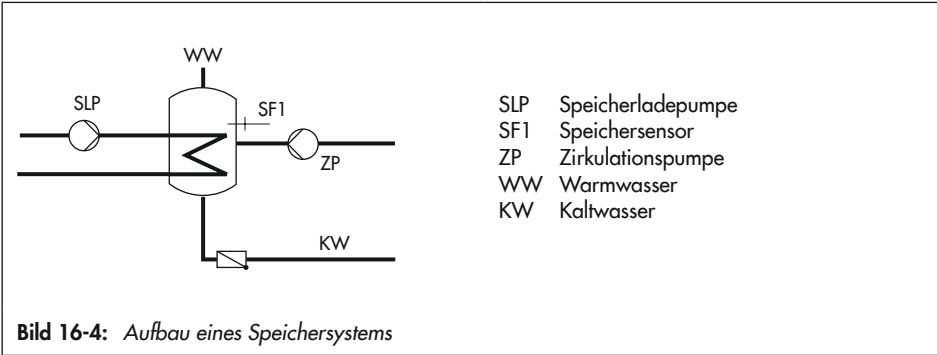 WW
SLP
SF1
ZP
KW
SLP Speicherladepumpe
SF1 Speichersensor
ZP Zirkulationspumpe
WW Warmwasser
KW Kaltwasser
Bild 16-4: Aufbau eines Speichersystems